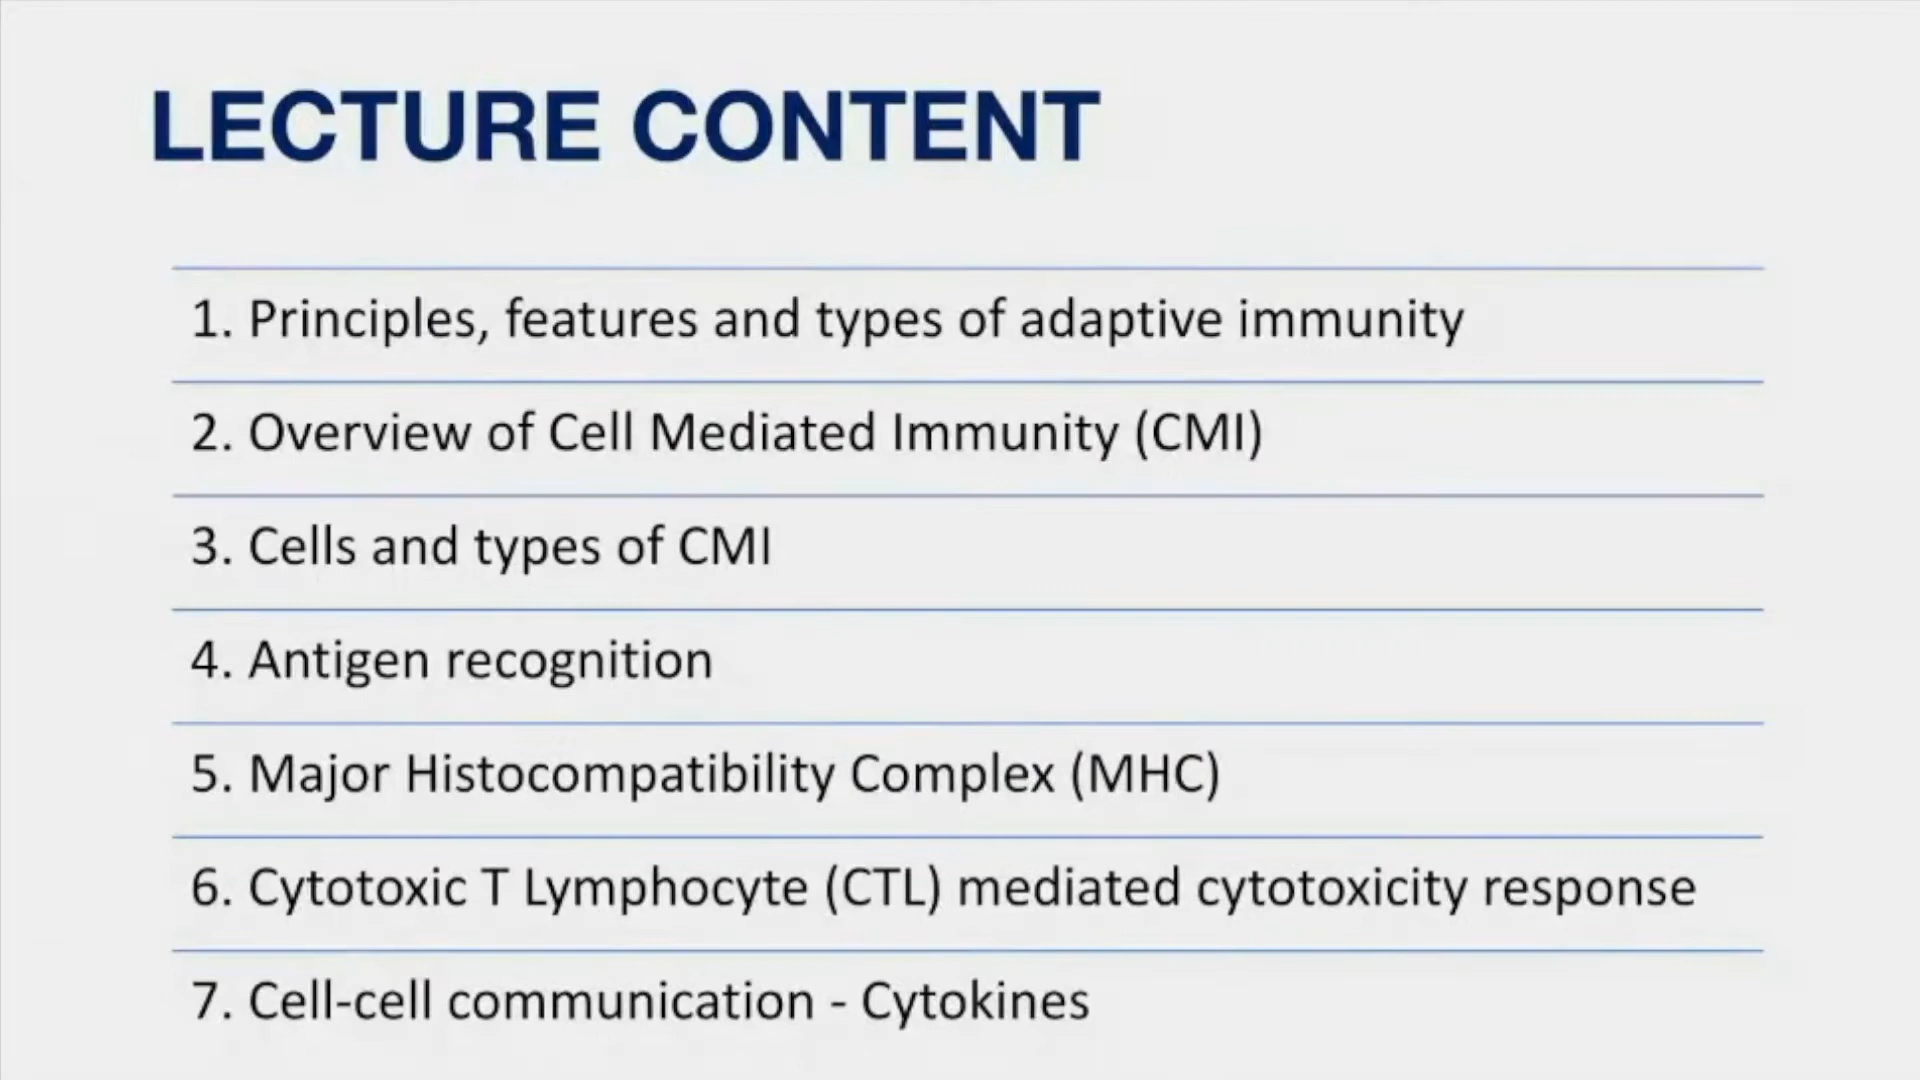 LECTURE CONTENT
1. Principles, features and types of adaptive immunity
2. Overview of Cell Mediated Immunity (CMI)
3. Cells and types of CMI
4. Antigen recognition
5. Major Histocompatibility Complex (MHC)
6. Cytotoxic T Lymphocyte (CTL) mediated cytotoxicity response
7. Cell-cell communication - Cytokines